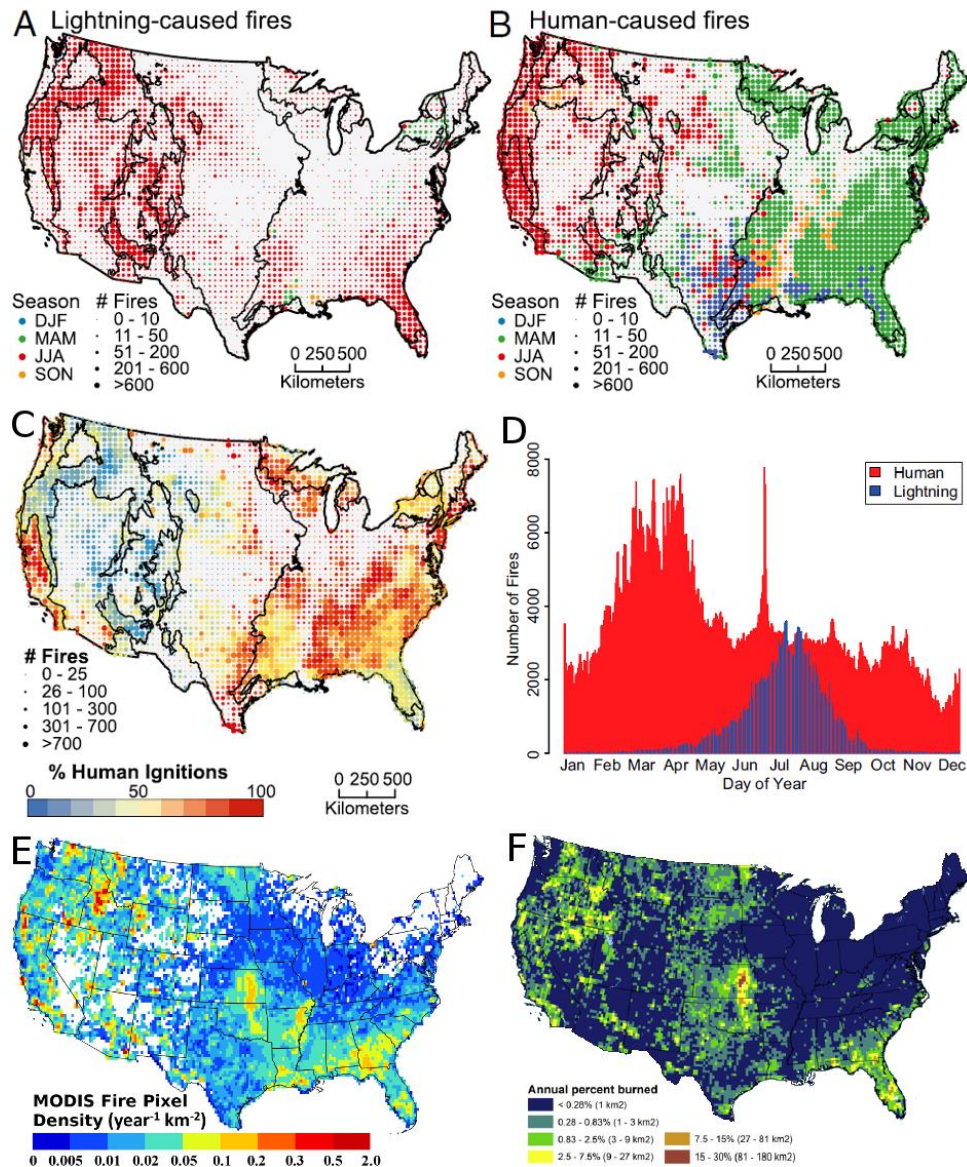 A Lightning-caused fires
B Human-caused fires
Season # Fires
DJF 0 - 10
MAM 11 - 50
JJA 51 - 200
SON 201 - 600
>600
0 250 500
Kilometers
Season # Fires
DJF 0 - 10
MAM 11 - 50
JJA 51 - 200
SON 201 - 600
>600
0 250 500
Kilometers
C
# Fires
0 - 25
26 - 100
101 - 300
301 - 700
>700
% Human Ignitions
0 50 100
0 250 500
Kilometers
D
Human
Lightning
Number of Fires
8000
6000
4000
2000
0
Jan Feb Mar Apr May Jun Jul Aug Sep Oct Nov Dec
Day of Year
E
MODIS Fire Pixel
Density (year⁻¹ km⁻²)
0 0.005 0.01 0.02 0.05 0.1 0.2 0.3 0.5 2.0
F
Annual percent burned
< 0.28% (1 km2)
0.28 - 0.83% (1 - 3 km2)
0.83 - 2.5% (3 - 9 km2)
2.5 - 7.5% (9 - 27 km2)
7.5 - 15% (27 - 81 km2)
15 - 30% (81 - 180 km2)